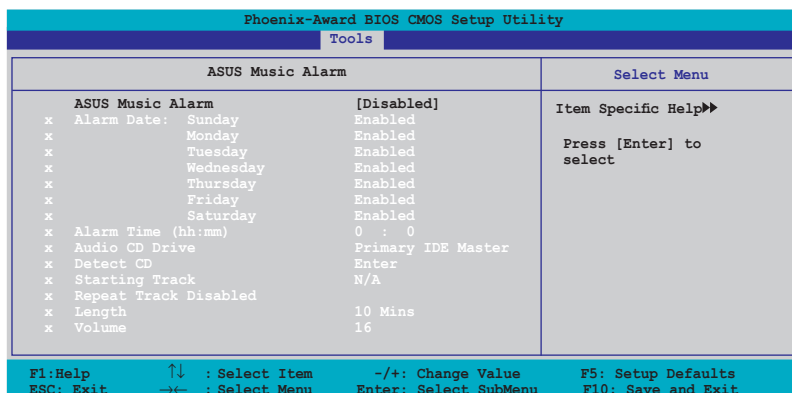 Phoenix-Award BIOS CMOS Setup Utility
Tools
ASUS Music Alarm
Select Menu
ASUS Music Alarm [Disabled]
x Alarm Date: Sunday Enabled
x Monday Enabled
x Tuesday Enabled
x Wednesday Enabled
x Thursday Enabled
x Friday Enabled
x Saturday Enabled
x Alarm Time (hh:mm) 0 : 0
x Audio CD Drive Primary IDE Master
x Detect CD Enter
x Starting Track N/A
x Repeat Track Disabled
x Length 10 Mins
x Volume 16
Item Specific Help▶▶
Press [Enter] to
select
F1:Help ↑↓ : Select Item -/+: Change Value F5: Setup Defaults
ESC: Exit →← : Select Menu Enter: Select SubMenu F10: Save and Exit